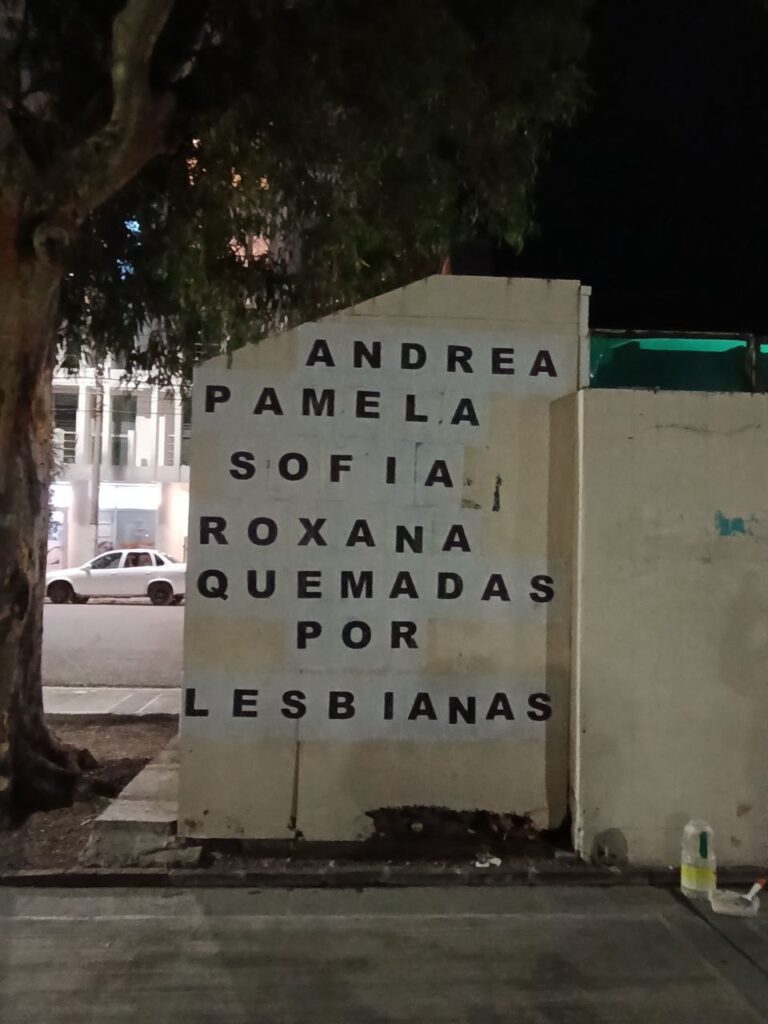 ANDREA
PAMELA
SOFIA
ROXANA
QUEMADAS
POR
LESBIANAS